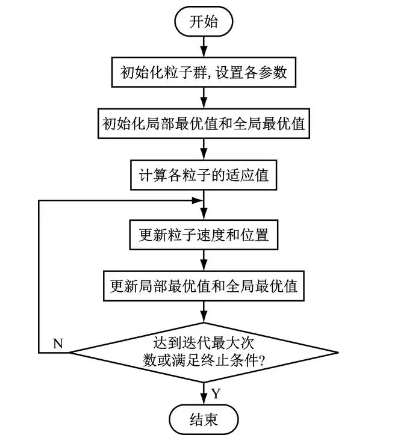 开始
初始化粒子群,设置各参数
初始化局部最优值和全局最优值
计算各粒子的适应值
更新粒子速度和位置
更新局部最优值和全局最优值
达到迭代最大次
数或满足终止条件?
N
Y
结束